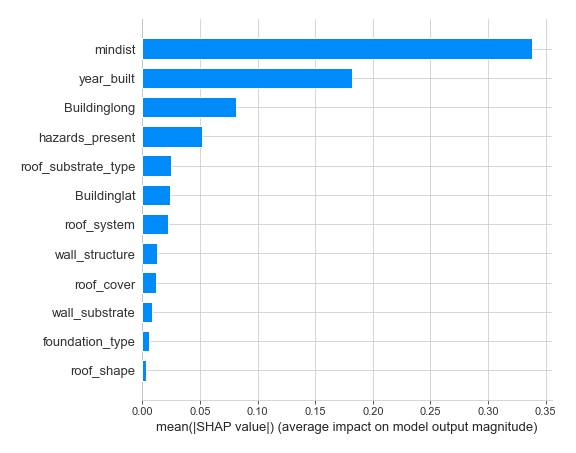 mindist
year_built
Buildinglong
hazards_present
roof_substrate_type
Buildinglat
roof_system
wall_structure
roof_cover
wall_substrate
foundation_type
roof_shape
0.00 0.05 0.10 0.15 0.20 0.25 0.30 0.35
mean(|SHAP value|) (average impact on model output magnitude)